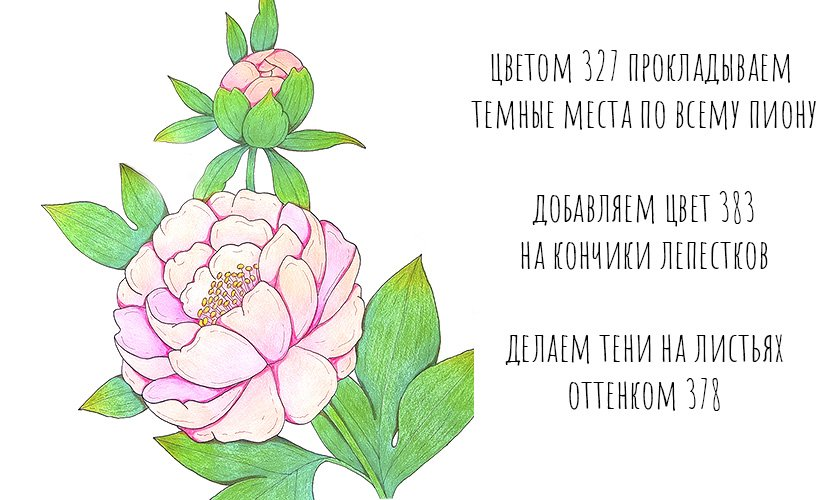 цветом 327 прокладываем
темные места по всему пиону
добавляем цвет 383
на кончики лепестков
делаем тени на листьях
оттенком 378